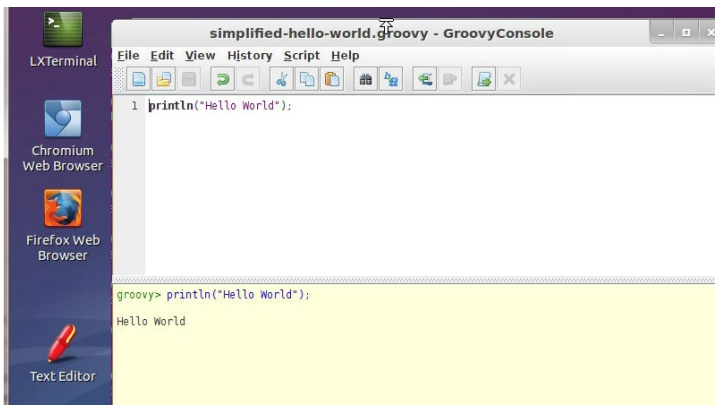 LXTerminal
Chromium
Web Browser
Firefox Web
Browser
Text Editor
simplified-hello-world.groovy - GroovyConsole
File Edit View History Script Help
1 println("Hello World");
groovy> println("Hello World");
Hello World